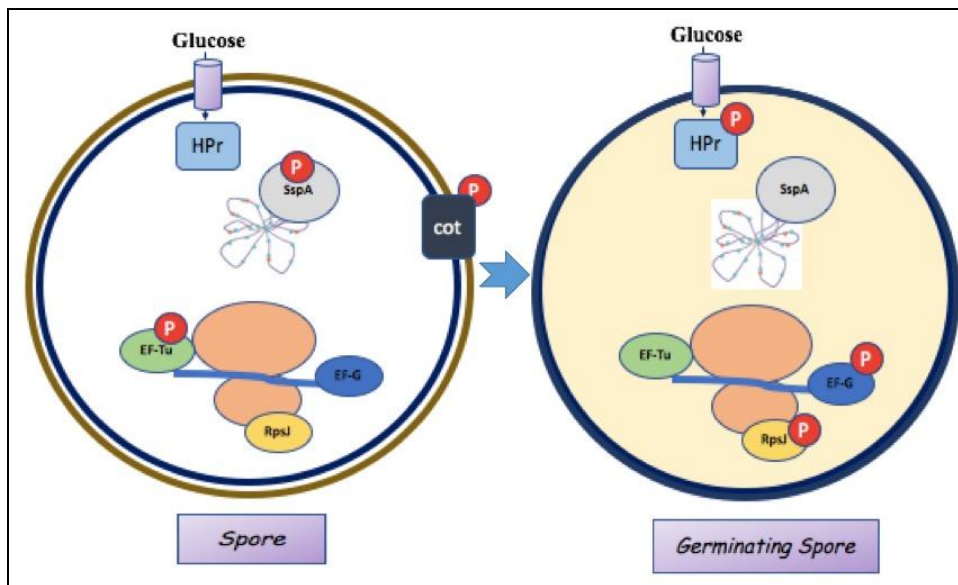 Glucose
HPr
P
SspA
P
cot
P
EF-Tu
EF-G
RpsJ
Spore
Glucose
P
HPr
SspA
EF-Tu
P
EF-G
RpsJ
P
Germinating Spore